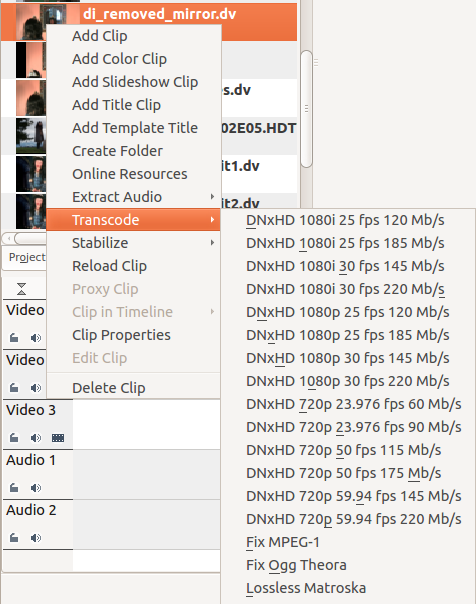 di_removed_mirror.dv
Add Clip
Add Color Clip
Add Slideshow Clip
es.dv
Add Title Clip
Add Template Title
02E05.HDT
Create Folder
it1.dv
Online Resources
Extract Audio
it2.dv
Transcode
Stabilize
Reload Clip
Proxy Clip
Clip in Timeline
Clip Properties
Edit Clip
Delete Clip
DNxHD 1080i 25 fps 120 Mb/s
DNxHD 1080i 25 fps 185 Mb/s
DNxHD 1080i 30 fps 145 Mb/s
DNxHD 1080i 30 fps 220 Mb/s
DNxHD 1080p 25 fps 120 Mb/s
DNxHD 1080p 25 fps 185 Mb/s
DNxHD 1080p 30 fps 145 Mb/s
DNxHD 1080p 30 fps 220 Mb/s
DNxHD 720p 23.976 fps 60 Mb/s
DNxHD 720p 23.976 fps 90 Mb/s
DNxHD 720p 50 fps 115 Mb/s
DNxHD 720p 50 fps 175 Mb/s
DNxHD 720p 59.94 fps 145 Mb/s
DNxHD 720p 59.94 fps 220 Mb/s
Fix MPEG-1
Fix Ogg Theora
Lossless Matroska
Project
Video
Video
Video 3
Audio 1
Audio 2